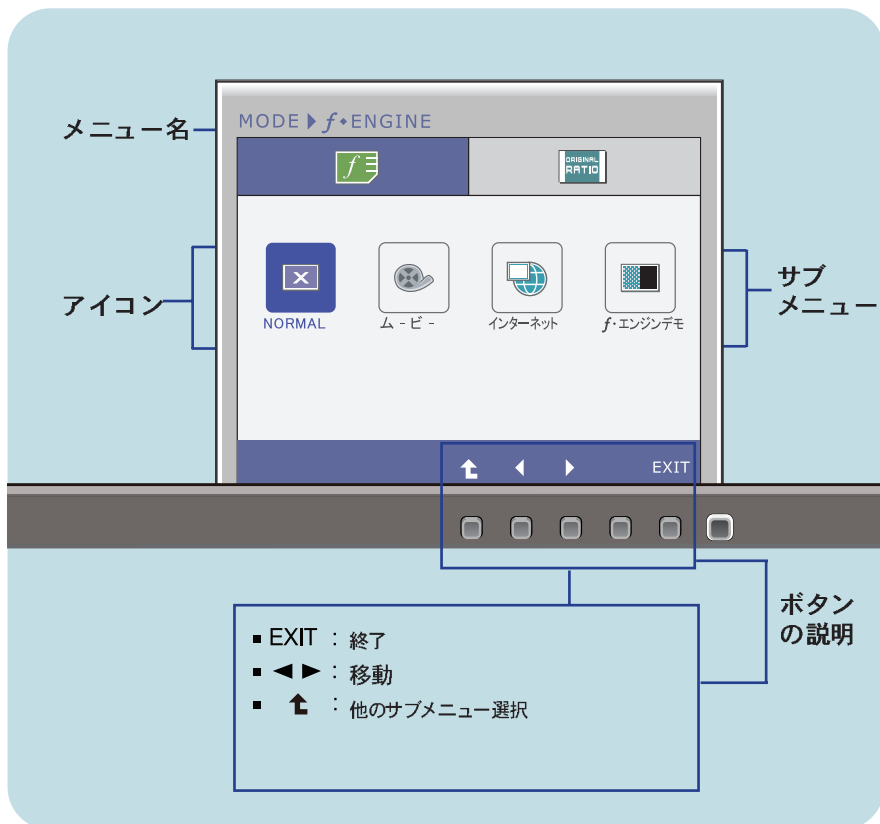 メニュー名
MODE ▶ f・ENGINE
f
ORIGINAL
RATIO
アイコン
サブ
メニュー
NORMAL
ム - ビ -
インターネット
f・エンジンデモ
EXIT
ボタン
の説明
■ EXIT : 終了
■ ◀ ▶ : 移動
■ : 他のサブメニュー選択